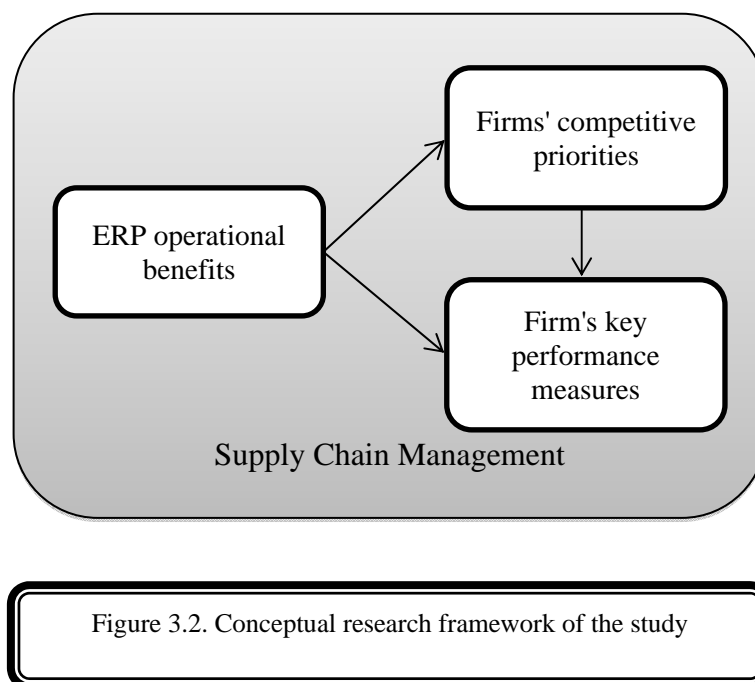 Firms' competitive
priorities
ERP operational
benefits
Firm's key
performance
measures
Supply Chain Management
Figure 3.2. Conceptual research framework of the study